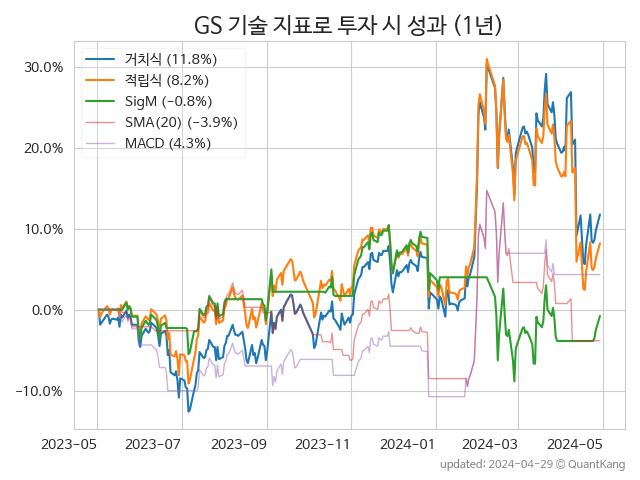 GS 기술 지표로 투자 시 성과 (1년)
거치식 (11.8%)
적립식 (8.2%)
SigM (−0.8%)
SMA(20) (−3.9%)
MACD (4.3%)
30.0%
20.0%
10.0%
0.0%
−10.0%
2023-05 2023-07 2023-09 2023-11 2024-01 2024-03 2024-05
updated: 2024-04-29 © QuantKang